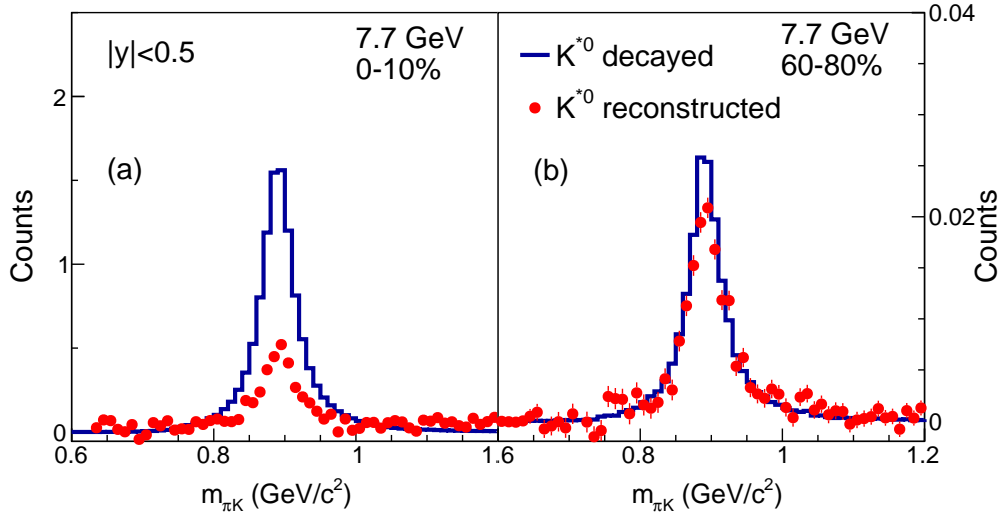 |y|<0.5
7.7 GeV
0-10%
(a)
Counts
2
1
0
0.6
0.8
1
m_πK (GeV/c²)
K*⁰ decayed
K*⁰ reconstructed
7.7 GeV
60-80%
(b)
0.04
0.02
0
Counts
1.6
0.8
1
1.2
m_πK (GeV/c²)